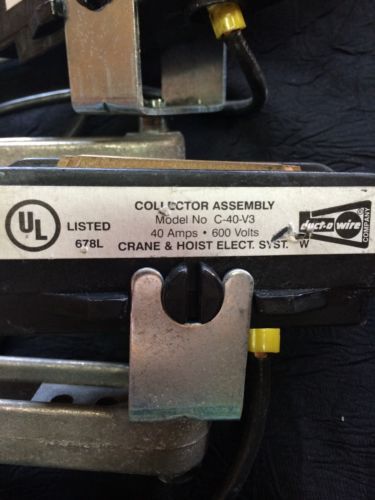 COLLECTOR ASSEMBLY
Model No C-40-V3
40 Amps • 600 Volts
CRANE & HOIST ELECT. SYST. W
UL
LISTED
678L
duct-o wire
COMPANY